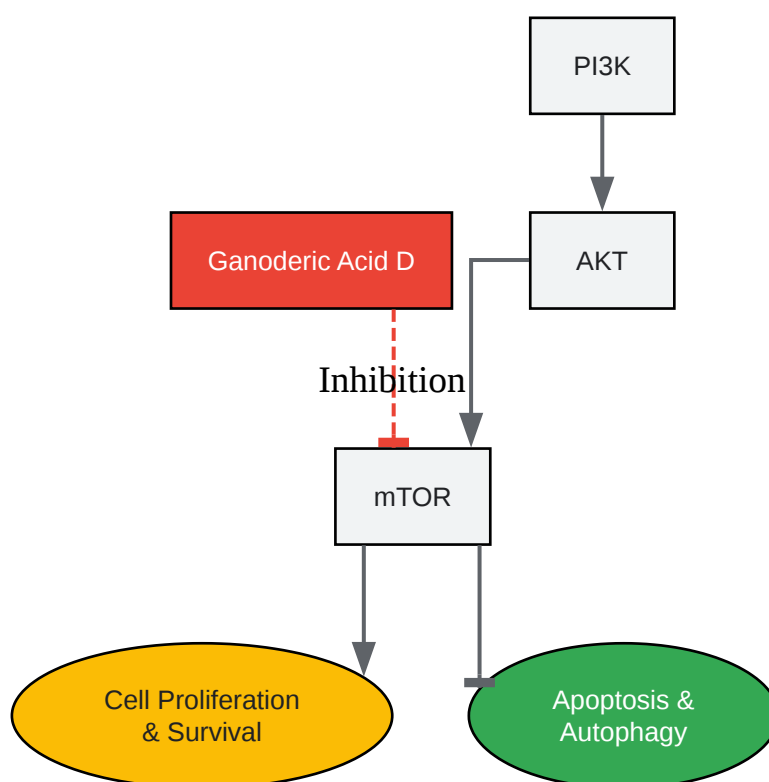 PI3K
Ganoderic Acid D
AKT
Inhibition
mTOR
Cell Proliferation
& Survival
Apoptosis &
Autophagy